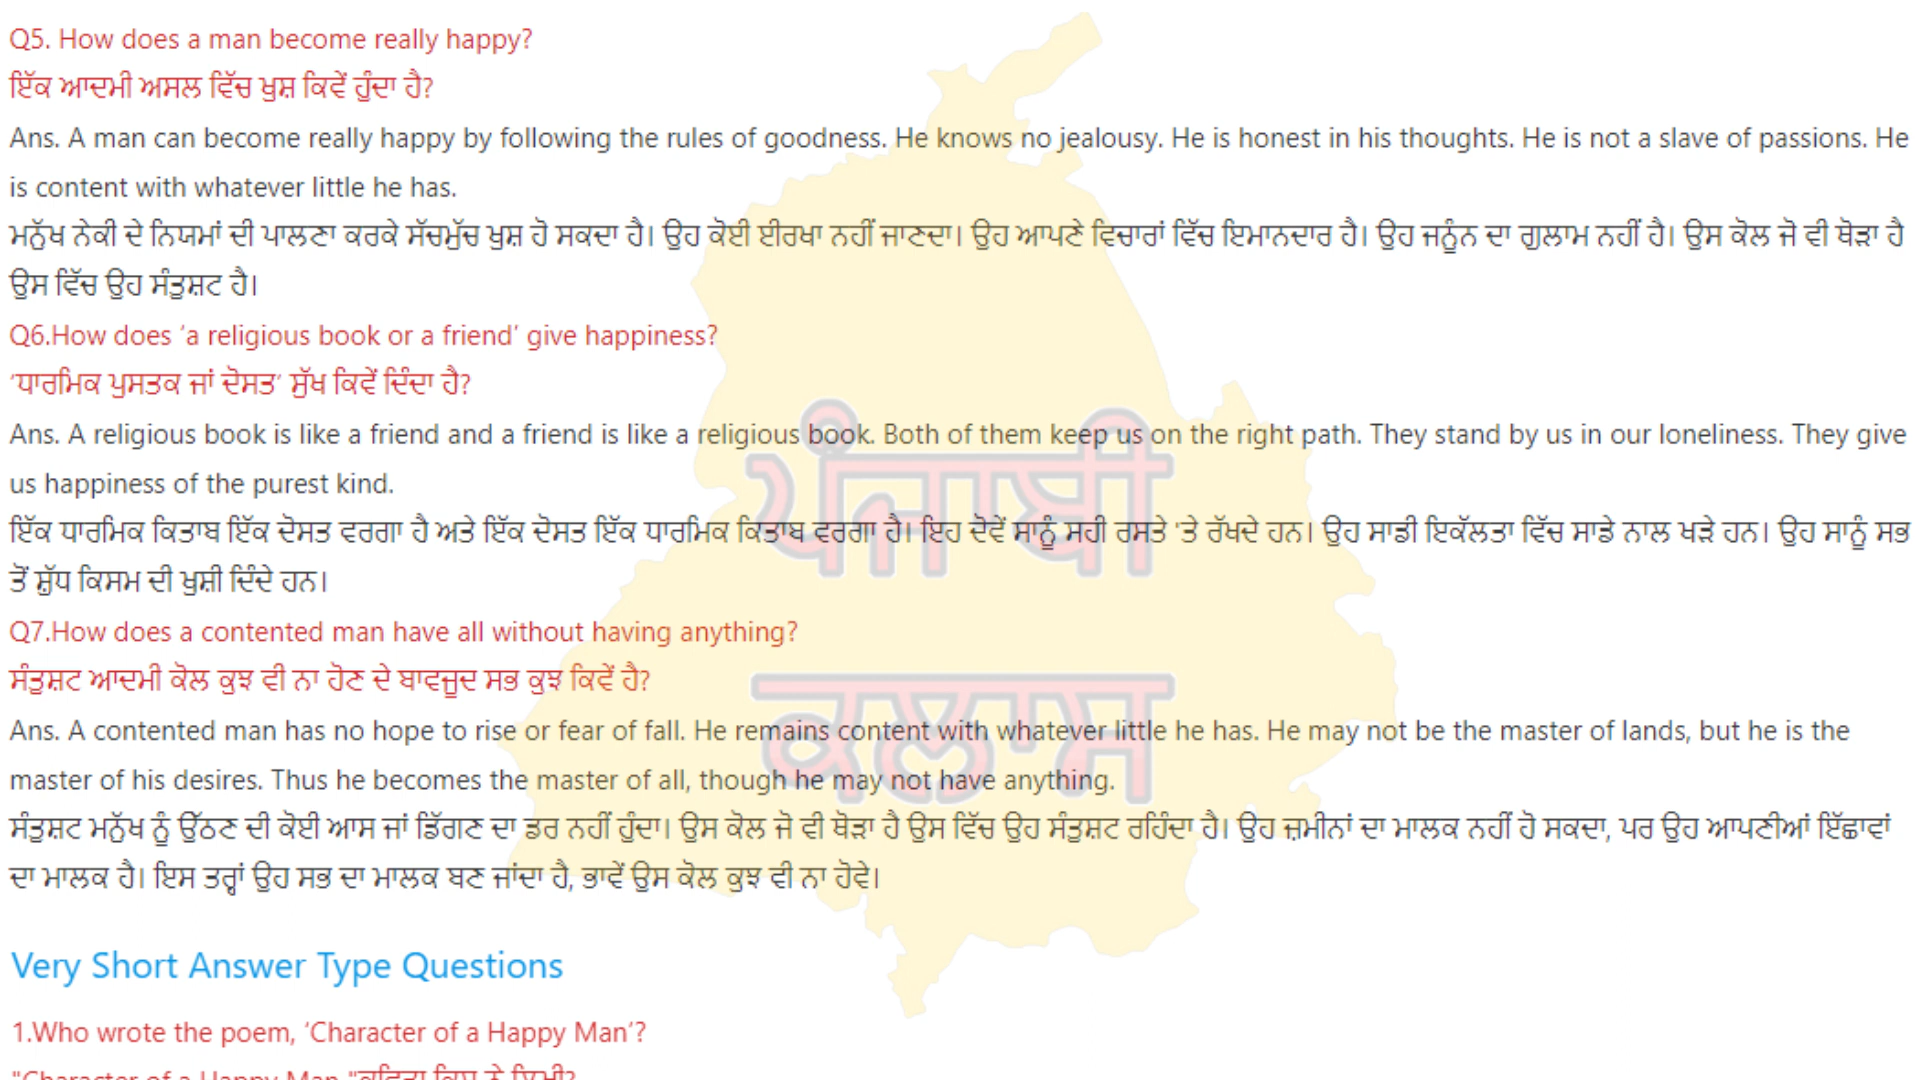 Q5. How does a man become really happy?
ਇੱਕ ਆਦਮੀ ਅਸਲ ਵਿੱਚ ਖੁਸ਼ ਕਿਵੇਂ ਹੁੰਦਾ ਹੈ?
Ans. A man can become really happy by following the rules of goodness. He knows no jealousy. He is honest in his thoughts. He is not a slave of passions. He
is content with whatever little he has.
ਮਨੁੱਖ ਨੇਕੀ ਦੇ ਨਿਯਮਾਂ ਦੀ ਪਾਲਣਾ ਕਰਕੇ ਸੱਚਮੁੱਚ ਖੁਸ਼ ਹੋ ਸਕਦਾ ਹੈ। ਉਹ ਕੋਈ ਈਰਖਾ ਨਹੀਂ ਜਾਣਦਾ। ਉਹ ਆਪਣੇ ਵਿਚਾਰਾਂ ਵਿੱਚ ਇਮਾਨਦਾਰ ਹੈ। ਉਹ ਜਨੂੰਨ ਦਾ ਗੁਲਾਮ ਨਹੀਂ ਹੈ। ਉਸ ਕੋਲ ਜੋ ਵੀ ਥੋੜਾ ਹੈ
ਉਸ ਵਿੱਚ ਉਹ ਸੰਤੁਸ਼ਟ ਹੈ।
Q6.How does ‘a religious book or a friend’ give happiness?
‘ਧਾਰਮਿਕ ਪੁਸਤਕ ਜਾਂ ਦੋਸਤ’ ਸੁੱਖ ਕਿਵੇਂ ਦਿੰਦਾ ਹੈ?
Ans. A religious book is like a friend and a friend is like a religious book. Both of them keep us on the right path. They stand by us in our loneliness. They give
us happiness of the purest kind.
ਇੱਕ ਧਾਰਮਿਕ ਕਿਤਾਬ ਇੱਕ ਦੋਸਤ ਵਰਗਾ ਹੈ ਅਤੇ ਇੱਕ ਦੋਸਤ ਇੱਕ ਧਾਰਮਿਕ ਕਿਤਾਬ ਵਰਗਾ ਹੈ। ਇਹ ਦੋਵੇਂ ਸਾਨੂੰ ਸਹੀ ਰਸਤੇ 'ਤੇ ਰੱਖਦੇ ਹਨ। ਉਹ ਸਾਡੀ ਇਕੱਲਤਾ ਵਿੱਚ ਸਾਡੇ ਨਾਲ ਖੜੇ ਹਨ। ਉਹ ਸਾਨੂੰ ਸਭ
ਤੋਂ ਸ਼ੁੱਧ ਕਿਸਮ ਦੀ ਖੁਸ਼ੀ ਦਿੰਦੇ ਹਨ।
Q7.How does a contented man have all without having anything?
ਸੰਤੁਸ਼ਟ ਆਦਮੀ ਕੋਲ ਕੁਝ ਵੀ ਨਾ ਹੋਣ ਦੇ ਬਾਵਜੂਦ ਸਭ ਕੁਝ ਕਿਵੇਂ ਹੈ?
Ans. A contented man has no hope to rise or fear of fall. He remains content with whatever little he has. He may not be the master of lands, but he is the
master of his desires. Thus he becomes the master of all, though he may not have anything.
ਸੰਤੁਸ਼ਟ ਮਨੁੱਖ ਨੂੰ ਉੱਠਣ ਦੀ ਕੋਈ ਆਸ ਜਾਂ ਡਿੱਗਣ ਦਾ ਡਰ ਨਹੀਂ ਹੁੰਦਾ। ਉਸ ਕੋਲ ਜੋ ਵੀ ਥੋੜਾ ਹੈ ਉਸ ਵਿੱਚ ਉਹ ਸੰਤੁਸ਼ਟ ਰਹਿੰਦਾ ਹੈ। ਉਹ ਜ਼ਮੀਨਾਂ ਦਾ ਮਾਲਕ ਨਹੀਂ ਹੋ ਸਕਦਾ, ਪਰ ਉਹ ਆਪਣੀਆਂ ਇੱਛਾਵਾਂ
ਦਾ ਮਾਲਕ ਹੈ। ਇਸ ਤਰ੍ਹਾਂ ਉਹ ਸਭ ਦਾ ਮਾਲਕ ਬਣ ਜਾਂਦਾ ਹੈ, ਭਾਵੇਂ ਉਸ ਕੋਲ ਕੁਝ ਵੀ ਨਾ ਹੋਵੇ।
ਪੰਜਾਬੀ
ਕਲਾਸ
Very Short Answer Type Questions
1.Who wrote the poem, ‘Character of a Happy Man’?
"Character of a Happy Man "ਕਵਿਤਾ ਕਿਸ ਨੇ ਲਿਖੀ?